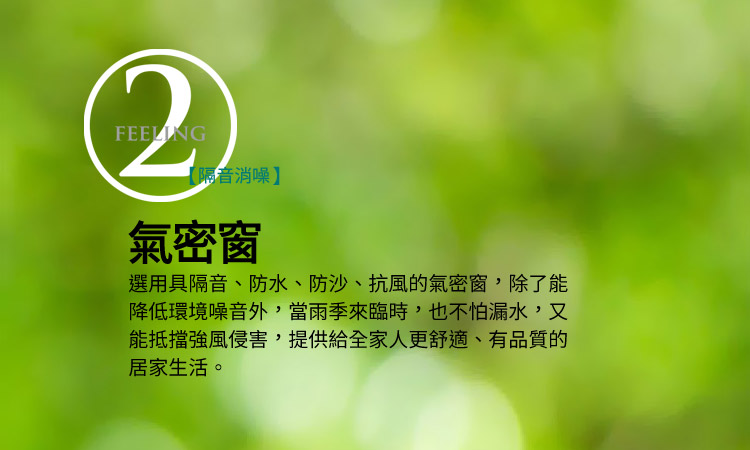 2
FEELING
【隔音消噪】
氣密窗
選用具隔音、防水、防沙、抗風的氣密窗，除了能
降低環境噪音外，當雨季來臨時，也不怕漏水，又
能抵擋強風侵害，提供給全家人更舒適、有品質的
居家生活。